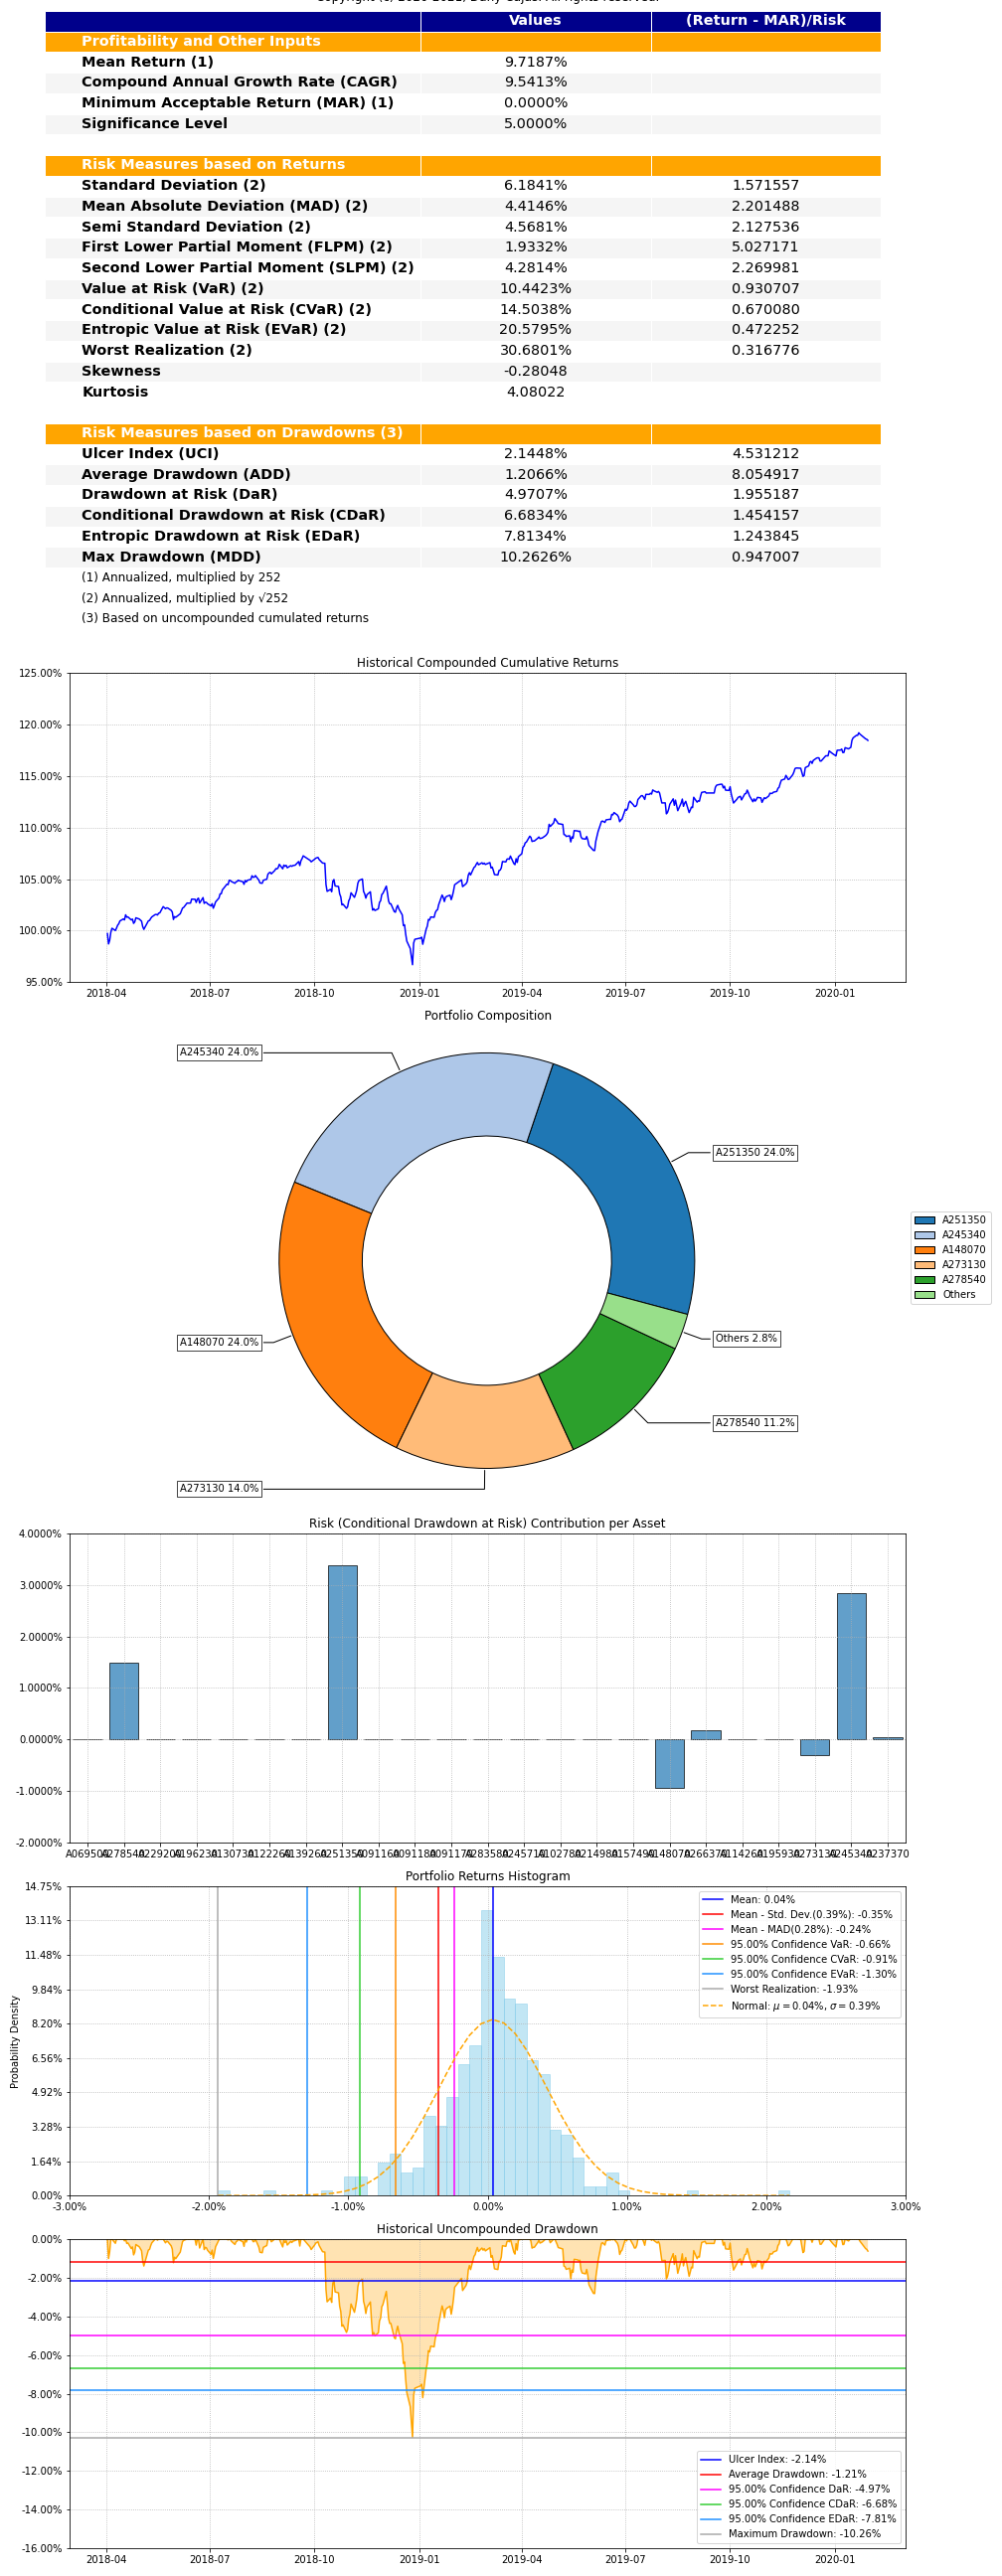 Copyright (c) 2020-2021, Dany Cajas. All rights reserved.
Values (Return - MAR)/Risk
Profitability and Other Inputs
Mean Return (1) 9.7187%
Compound Annual Growth Rate (CAGR) 9.5413%
Minimum Acceptable Return (MAR) (1) 0.0000%
Significance Level 5.0000%
Risk Measures based on Returns
Standard Deviation (2) 6.1841% 1.571557
Mean Absolute Deviation (MAD) (2) 4.4146% 2.201488
Semi Standard Deviation (2) 4.5681% 2.127536
First Lower Partial Moment (FLPM) (2) 1.9332% 5.027171
Second Lower Partial Moment (SLPM) (2) 4.2814% 2.269981
Value at Risk (VaR) (2) 10.4423% 0.930707
Conditional Value at Risk (CVaR) (2) 14.5038% 0.670080
Entropic Value at Risk (EVaR) (2) 20.5795% 0.472252
Worst Realization (2) 30.6801% 0.316776
Skewness -0.28048
Kurtosis 4.08022
Risk Measures based on Drawdowns (3)
Ulcer Index (UCI) 2.1448% 4.531212
Average Drawdown (ADD) 1.2066% 8.054917
Drawdown at Risk (DaR) 4.9707% 1.955187
Conditional Drawdown at Risk (CDaR) 6.6834% 1.454157
Entropic Drawdown at Risk (EDaR) 7.8134% 1.243845
Max Drawdown (MDD) 10.2626% 0.947007
(1) Annualized, multiplied by 252
(2) Annualized, multiplied by √252
(3) Based on uncompounded cumulated returns
Historical Compounded Cumulative Returns
125.00%
120.00%
115.00%
110.00%
105.00%
100.00%
95.00%
2018-04 2018-07 2018-10 2019-01 2019-04 2019-07 2019-10 2020-01
Portfolio Composition
A245340 24.0%
A251350 24.0%
A148070 24.0%
Others 2.8%
A278540 11.2%
A273130 14.0%
A251350
A245340
A148070
A273130
A278540
Others
Risk (Conditional Drawdown at Risk) Contribution per Asset
4.0000%
3.0000%
2.0000%
1.0000%
0.0000%
-1.0000%
-2.0000%
A237370
Portfolio Returns Histogram
Probability Density
14.75%
13.11%
11.48%
9.84%
8.20%
6.56%
4.92%
3.28%
1.64%
0.00%
-3.00% -2.00% -1.00% 0.00% 1.00% 2.00% 3.00%
Mean: 0.04%
Mean - Std. Dev.(0.39%): -0.35%
Mean - MAD(0.28%): -0.24%
95.00% Confidence VaR: -0.66%
95.00% Confidence CVaR: -0.91%
95.00% Confidence EVaR: -1.30%
Worst Realization: -1.93%
Normal: μ = 0.04%, σ = 0.39%
Historical Uncompounded Drawdown
0.00%
-2.00%
-4.00%
-6.00%
-8.00%
-10.00%
-12.00%
-14.00%
-16.00%
2018-04 2018-07 2018-10 2019-01 2019-04 2019-07 2019-10 2020-01
Ulcer Index: -2.14%
Average Drawdown: -1.21%
95.00% Confidence DaR: -4.97%
95.00% Confidence CDaR: -6.68%
95.00% Confidence EDaR: -7.81%
Maximum Drawdown: -10.26%